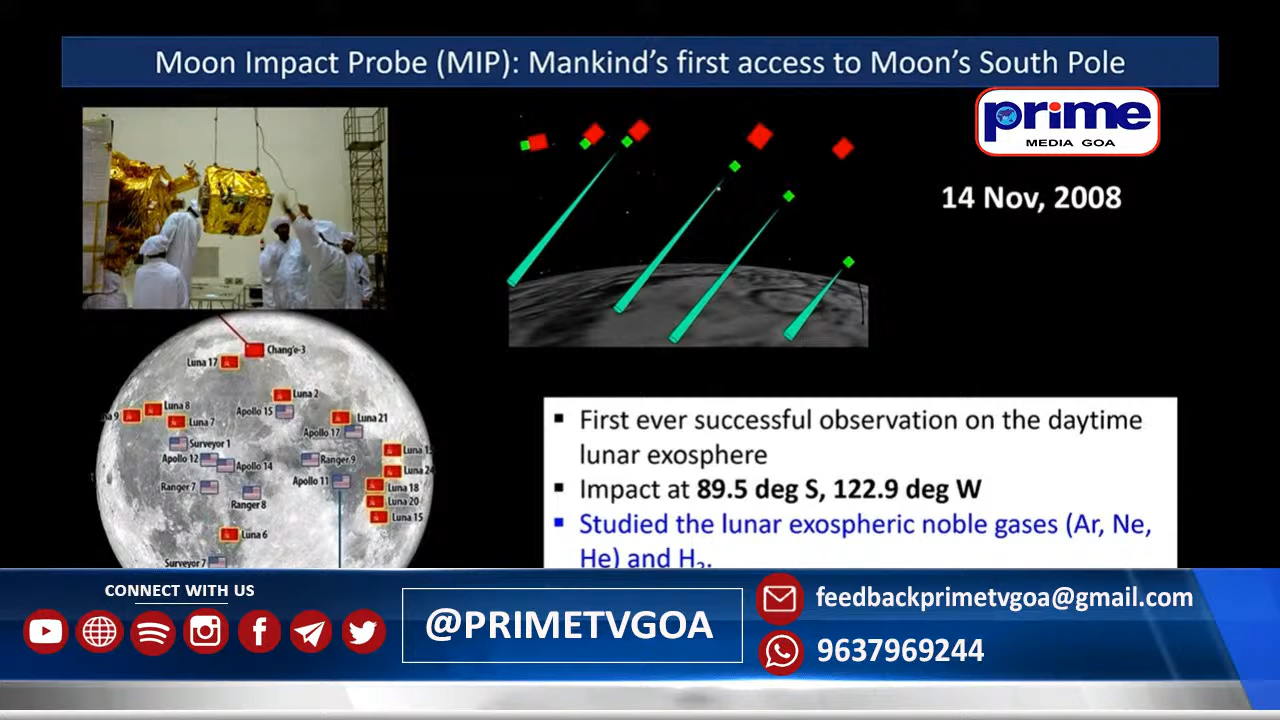 Moon Impact Probe (MIP): Mankind's first access to Moon's South Pole
prime
MEDIA GOA
14 Nov, 2008
Chang'e-3
Luna 17
Luna 2
Luna 8
Apollo 15
Luna 21
Luna 7
Apollo 17
Surveyor 1
Apollo 12
Apollo 14
Ranger 9
Luna 24
Apollo 11
Ranger 7
Ranger 8
Luna 18
Luna 20
Luna 15
Luna 6
Surveyor 7
▪ First ever successful observation on the daytime
lunar exosphere
▪ Impact at 89.5 deg S, 122.9 deg W
▪ Studied the lunar exospheric noble gases (Ar, Ne,
He) and H₂.
CONNECT WITH US
@PRIMETVGOA
feedbackprimetvgoa@gmail.com
9637969244